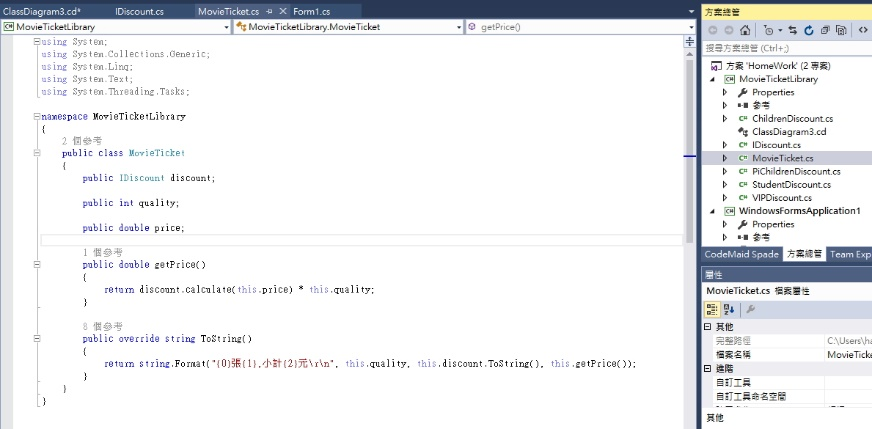 ClassDiagram3.cd*
IDiscount.cs
MovieTicket.cs
Form1.cs
MovieTicketLibrary
MovieTicketLibrary.MovieTicket
getPrice()
using System;
using System.Collections.Generic;
using System.Linq;
using System.Text;
using System.Threading.Tasks;
namespace MovieTicketLibrary
{
2 個參考
public class MovieTicket
{
public IDiscount discount;
public int quality;
public double price;
1 個參考
public double getPrice()
{
return discount.calculate(this.price) * this.quality;
}
8 個參考
public override string ToString()
{
return string.Format("{0}張{1},小計{2}元\r\n", this.quality, this.discount.ToString(), this.getPrice());
}
}
}
方案總管
搜尋方案總管 (Ctrl+;)
方案 'HomeWork' (2 專案)
MovieTicketLibrary
Properties
參考
ChildrenDiscount.cs
ClassDiagram3.cd
IDiscount.cs
MovieTicket.cs
PiChildrenDiscount.cs
StudentDiscount.cs
VIPDiscount.cs
WindowsFormsApplication1
Properties
參考
CodeMaid Spade
方案總管
Team Exp
屬性
MovieTicket.cs 檔案屬性
其他
完整路徑
C:\Users\ha
檔案名稱
MovieTicke
進階
自訂工具
自訂工具命名空間
其他